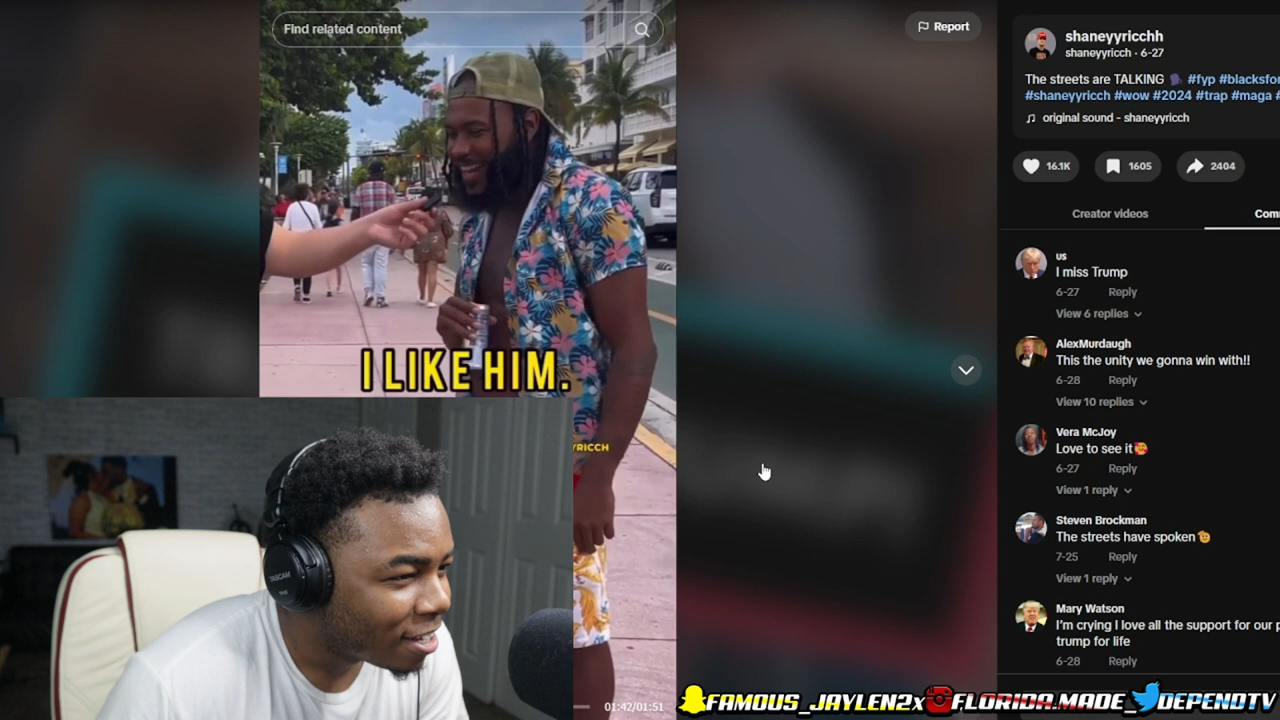 Find related content
Report
I LIKE HIM.
YRICCH
01:42/01:51
shaneyyricchh
shaneyyricch · 6-27
The streets are TALKING 🗣 #fyp #blacksfor
#shaneyyricch #wow #2024 #trap #maga #
♫ original sound - shaneyyricch
16.1K
1605
2404
Creator videos
Com
us
I miss Trump
6-27 Reply
View 6 replies
AlexMurdaugh
This the unity we gonna win with!!
6-28 Reply
View 10 replies
Vera McJoy
Love to see it🥰
6-27 Reply
View 1 reply
Steven Brockman
The streets have spoken🫡
7-25 Reply
View 1 reply
Mary Watson
I'm crying I love all the support for our p
trump for life
6-28 Reply
TASCAM
FAMOUS_JAYLEN2x FLORIDA.MADE_ DEPENDTV